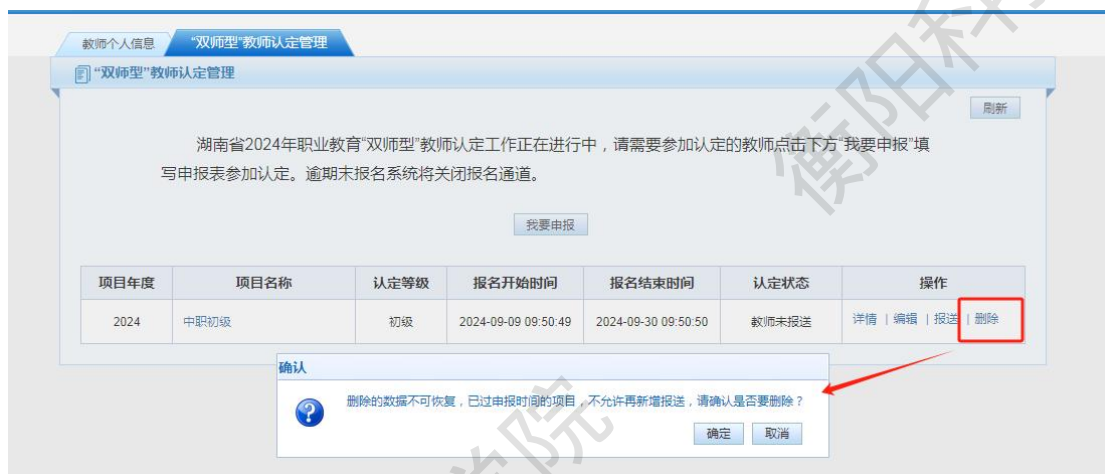 教师个人信息
“双师型”教师认定管理
“双师型”教师认定管理
刷新
湖南省2024年职业教育“双师型”教师认定工作正在进行中，请需要参加认定的教师点击下方“我要申报”填
写申报表参加认定。逾期未报名系统将关闭报名通道。
我要申报
项目年度 项目名称 认定等级 报名开始时间 报名结束时间 认定状态 操作
2024 中职初级 初级 2024-09-09 09:50:49 2024-09-30 09:50:50 教师未报送 详情 | 编辑 | 报送 | 删除
确认
删除的数据不可恢复，已过申报时间的项目，不允许再新增报送，请确认是否要删除？
确定 取消
衡阳科
学院